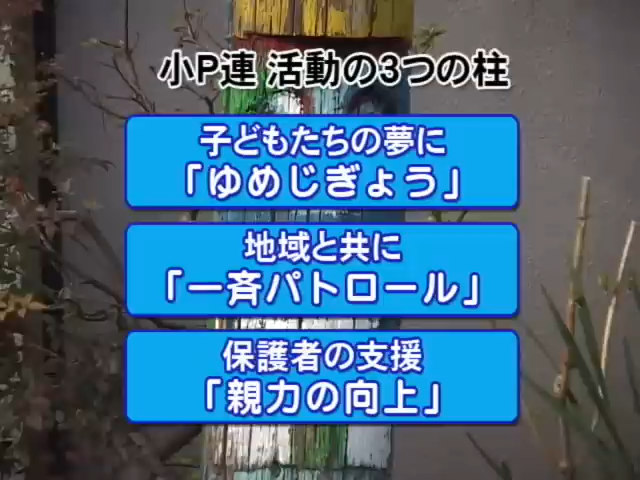 小P連 活動の3つの柱
子どもたちの夢に
「ゆめじぎょう」
地域と共に
「一斉パトロール」
保護者の支援
「親力の向上」